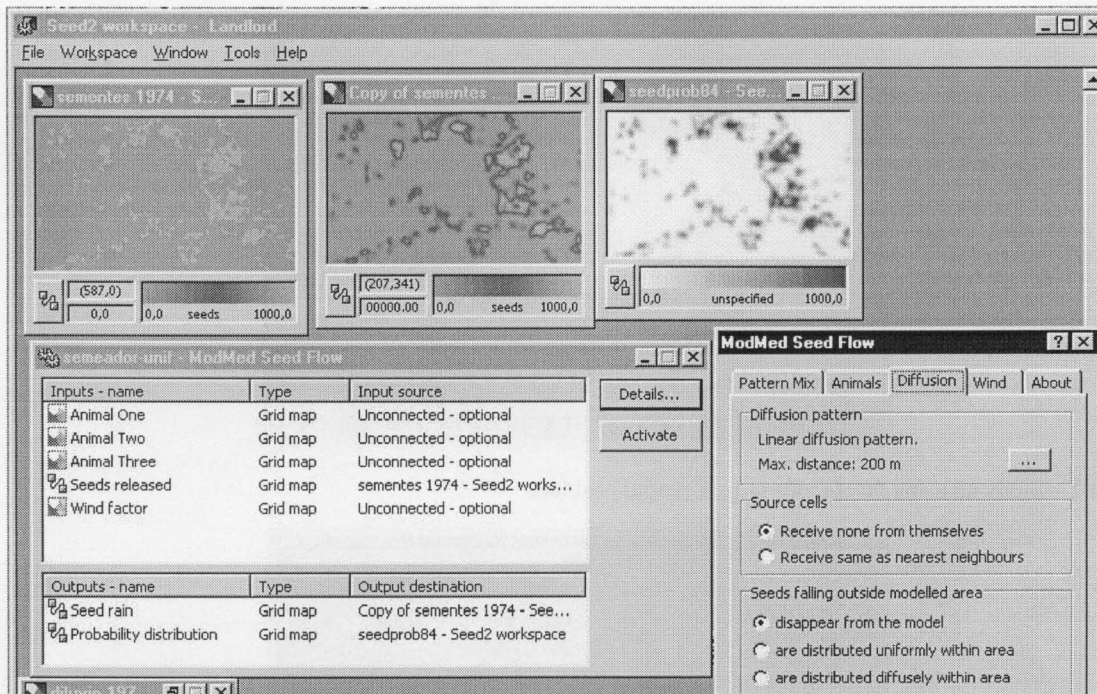 Seed2 workspace - Landlord
File Workspace Window Tools Help
sementes 1974 - S...
(587,0)
0,0
0,0 seeds 1000,0
Copy of sementes ...
(207,341)
00000.00
0,0 seeds 1000,0
seedprob84 - See...
0,0 unspecified 1000,0
semeador-unif - ModMed Seed Flow
Inputs - name Type Input source
Animal One Grid map Unconnected - optional
Animal Two Grid map Unconnected - optional
Animal Three Grid map Unconnected - optional
Seeds released Grid map sementes 1974 - Seed2 works...
Wind factor Grid map Unconnected - optional
Details...
Activate
Outputs - name Type Output destination
Seed rain Grid map Copy of sementes 1974 - See...
Probability distribution Grid map seedprob84 - Seed2 workspace
ModMed Seed Flow
Pattern Mix Animals Diffusion Wind About
Diffusion pattern
Linear diffusion pattern.
Max. distance: 200 m
...
Source cells
Receive none from themselves
Receive same as nearest neighbours
Seeds falling outside modelled area
disappear from the model
are distributed uniformly within area
are distributed diffusely within area